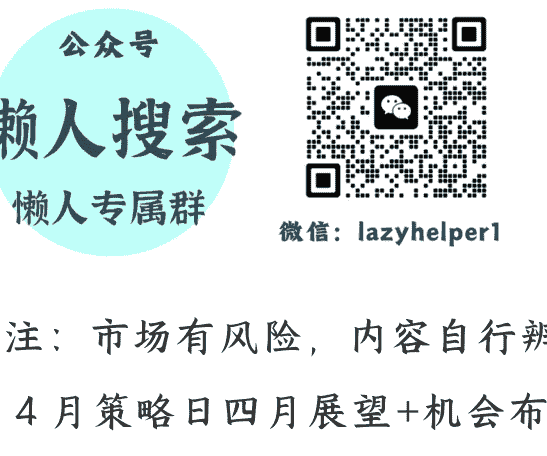 公众号
懒人搜索
懒人专属群
微信：lazyhelper1
注：市场有风险，内容自行辨
4月策略日四月展望+机会布